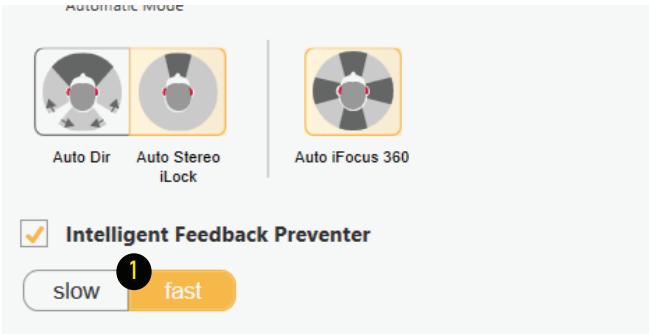 Automatic Mode
Auto Dir
Auto Stereo
iLock
Auto iFocus 360
Intelligent Feedback Preventer
1
slow
fast